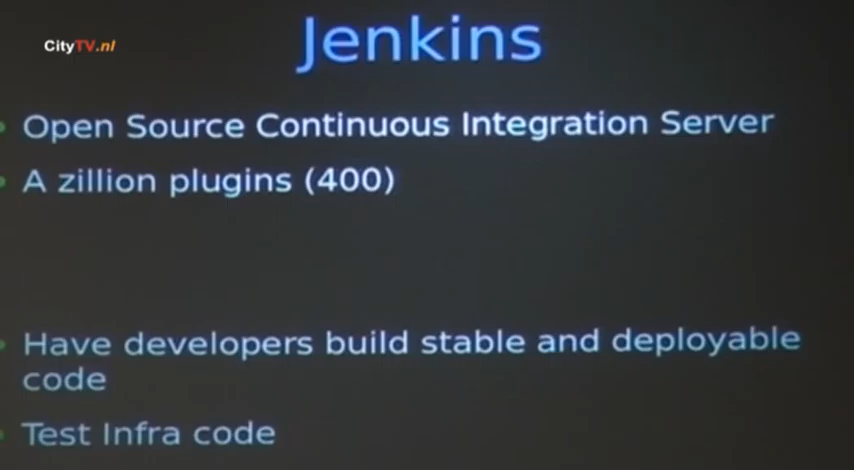 CityTV.nl
Jenkins
Open Source Continuous Integration Server
A zillion plugins (400)
Have developers build stable and deployable
code
Test Infra code